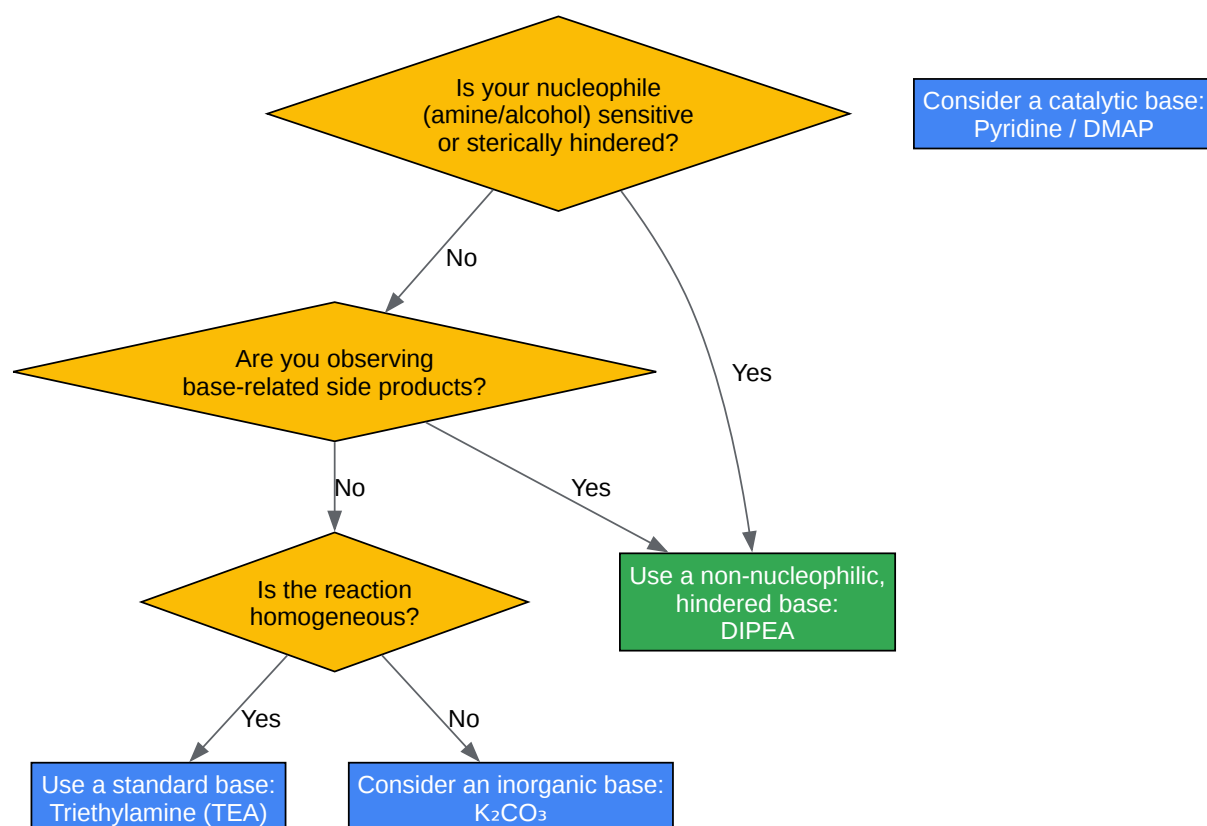 Is your nucleophile
(amine/alcohol) sensitive
or sterically hindered?
Consider a catalytic base:
Pyridine / DMAP
No
Yes
Are you observing
base-related side products?
No
Yes
Is the reaction
homogeneous?
Use a non-nucleophilic,
hindered base:
DIPEA
Yes
No
Use a standard base:
Triethylamine (TEA)
Consider an inorganic base:
K₂CO₃